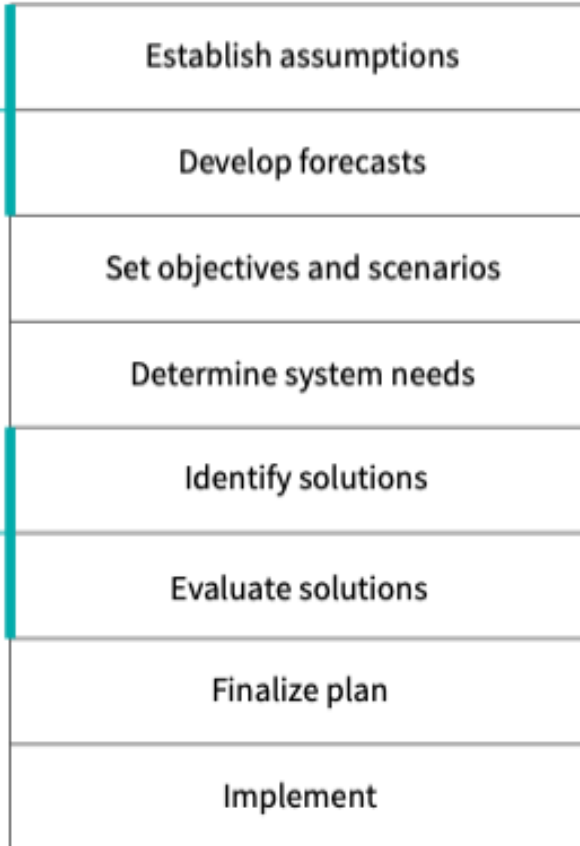 Establish assumptions
Develop forecasts
Set objectives and scenarios
Determine system needs
Identify solutions
Evaluate solutions
Finalize plan
Implement